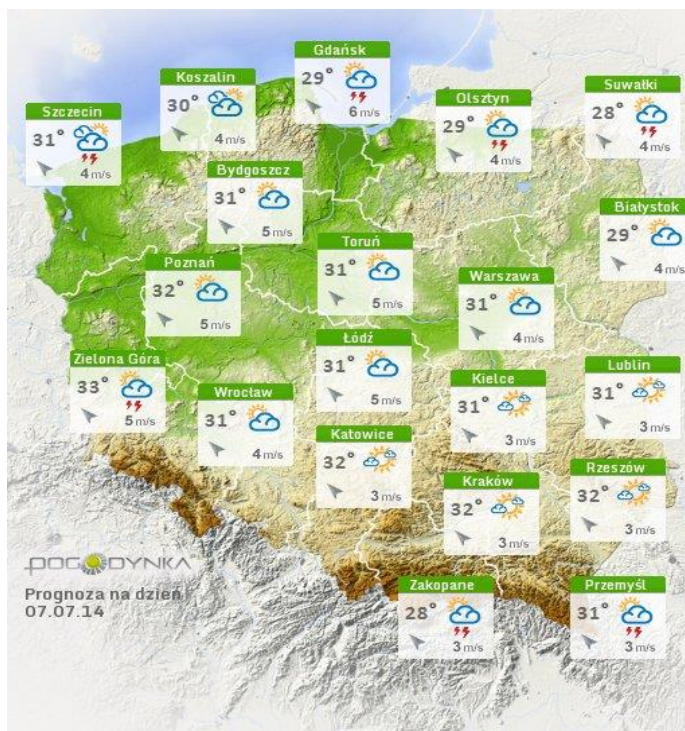 Gdańsk
29°
6 m/s
Koszalin
30°
4 m/s
Suwałki
28°
4 m/s
Olsztyn
29°
4 m/s
Szczecin
31°
4 m/s
Bydgoszcz
31°
5 m/s
Białystok
29°
4 m/s
Toruń
31°
5 m/s
Poznań
32°
5 m/s
Warszawa
31°
4 m/s
Łódź
31°
5 m/s
Zielona Góra
33°
5 m/s
Lublin
31°
3 m/s
Kielce
31°
3 m/s
Wrocław
31°
4 m/s
Katowice
32°
3 m/s
Rzeszów
32°
3 m/s
Kraków
32°
3 m/s
POGODYNKA
Prognoza na dzień
07.07.14
Zakopane
28°
3 m/s
Przemyśl
31°
3 m/s